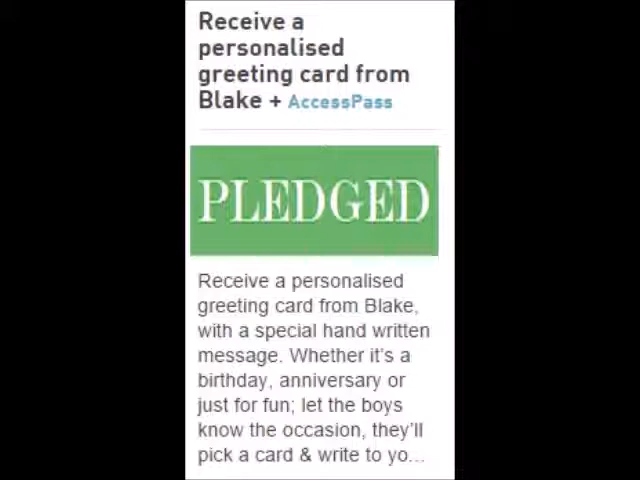 Receive a
personalised
greeting card from
Blake + AccessPass
PLEDGED
Receive a personalised
greeting card from Blake,
with a special hand written
message. Whether it's a
birthday, anniversary or
just for fun; let the boys
know the occasion, they'll
pick a card & write to yo...